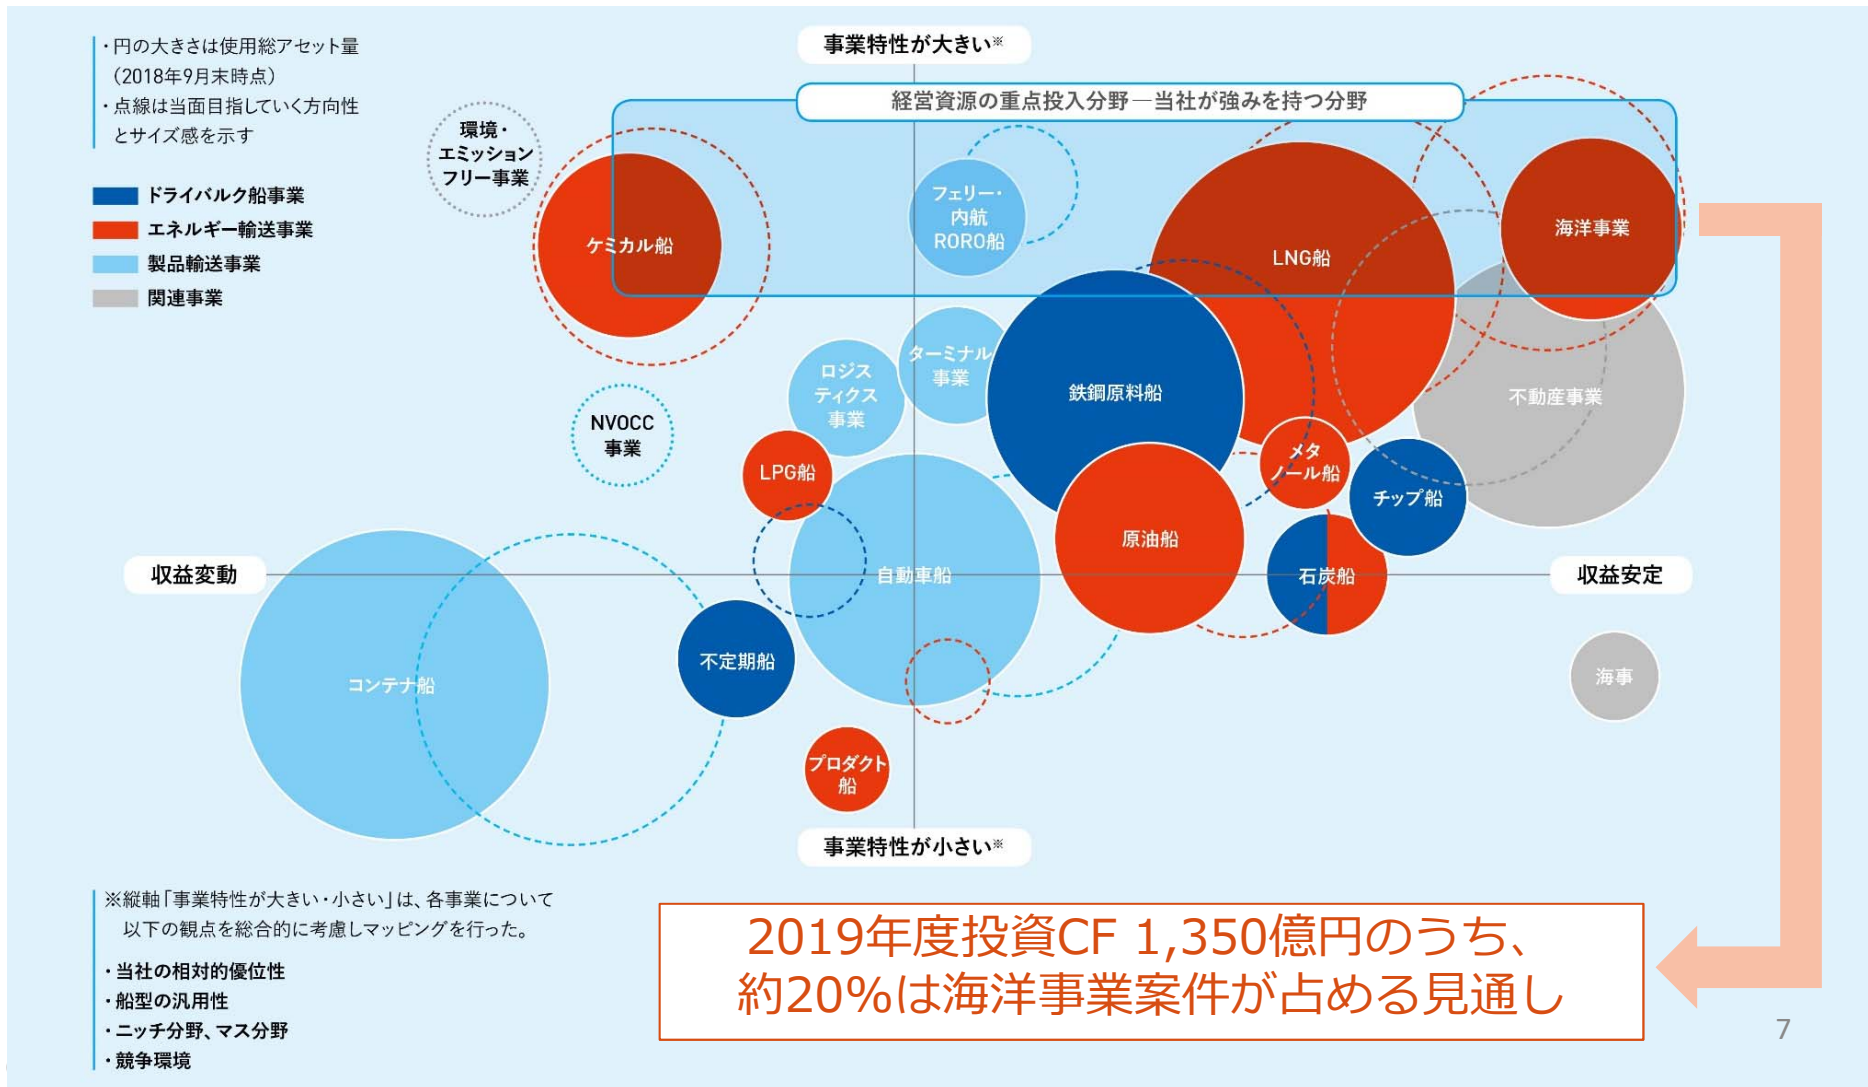 ・円の大きさは使用総アセット量
（2018年9月末時点）
・点線は当面目指していく方向性
とサイズ感を示す
ドライバルク船事業
エネルギー輸送事業
製品輸送事業
関連事業
事業特性が大きい※
経営資源の重点投入分野―当社が強みを持つ分野
環境・
エミッション
フリー事業
ケミカル船
フェリー・
内航
RORO船
LNG船
海洋事業
ロジス
ティクス
事業
ターミナル
事業
鉄鋼原料船
不動産事業
NVOCC
事業
LPG船
メタ
ノール船
チップ船
原油船
収益変動
自動車船
石炭船
収益安定
コンテナ船
不定期船
海事
プロダクト
船
事業特性が小さい※
※縦軸「事業特性が大きい・小さい」は、各事業について
以下の観点を総合的に考慮しマッピングを行った。
・当社の相対的優位性
・船型の汎用性
・ニッチ分野、マス分野
・競争環境
2019年度投資CF 1,350億円のうち、
約20%は海洋事業案件が占める見通し
7